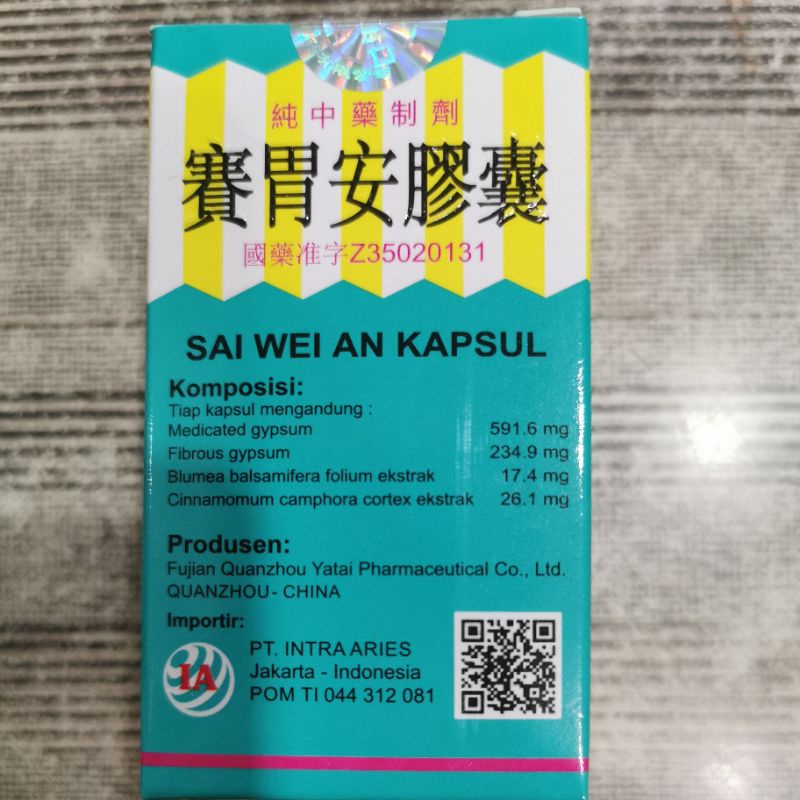 純中藥制劑
賽胃安膠囊
國藥准字Z35020131
SAI WEI AN KAPSUL
Komposisi:
Tiap kapsul mengandung :
Medicated gypsum 591.6 mg
Fibrous gypsum 234.9 mg
Blumea balsamifera folium ekstrak 17.4 mg
Cinnamomum camphora cortex ekstrak 26.1 mg
Produsen:
Fujian Quanzhou Yatai Pharmaceutical Co., Ltd.
QUANZHOU- CHINA
Importir:
IA
PT. INTRA ARIES
Jakarta - Indonesia
POM TI 044 312 081